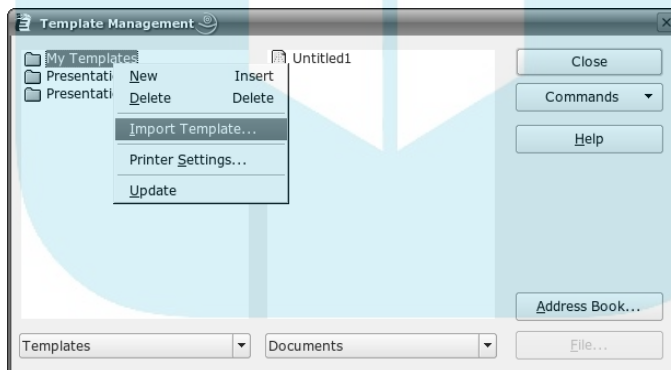 Template Management
My Templates
Presentati
Presentati
New Insert
Delete Delete
Import Template...
Printer Settings...
Update
Untitled1
Close
Commands
Help
Address Book...
Templates
Documents
File...